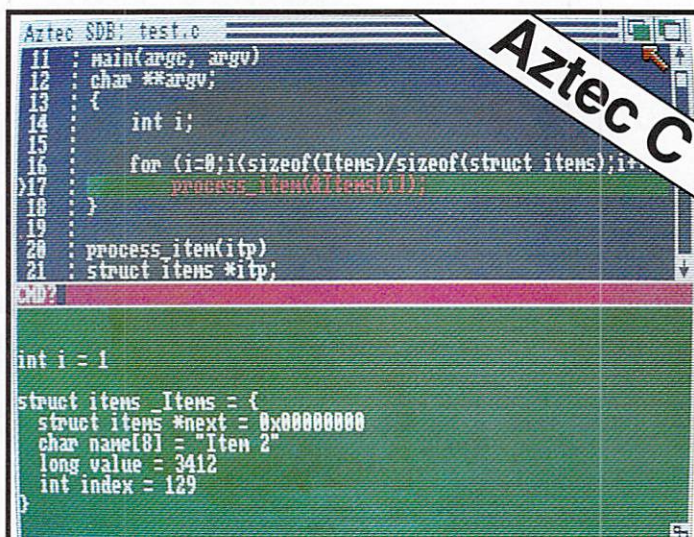 Aztec SDB: test.c
Aztec C
11 : main(argc, argv)
12 : char **argv;
13 : {
14 :     int i;
15 :
16 :     for (i=0;i<sizeof(Items)/sizeof(struct items);i+
>17 :         process_item(&Items[i]);
18 : }
19 :
20 : process_item(itp)
21 : struct items *itp;
CMD?
int i = 1
struct items _Items = {
struct items *next = 0x00000000
char name[8] = "Item 2"
long value = 3412
int index = 129
}